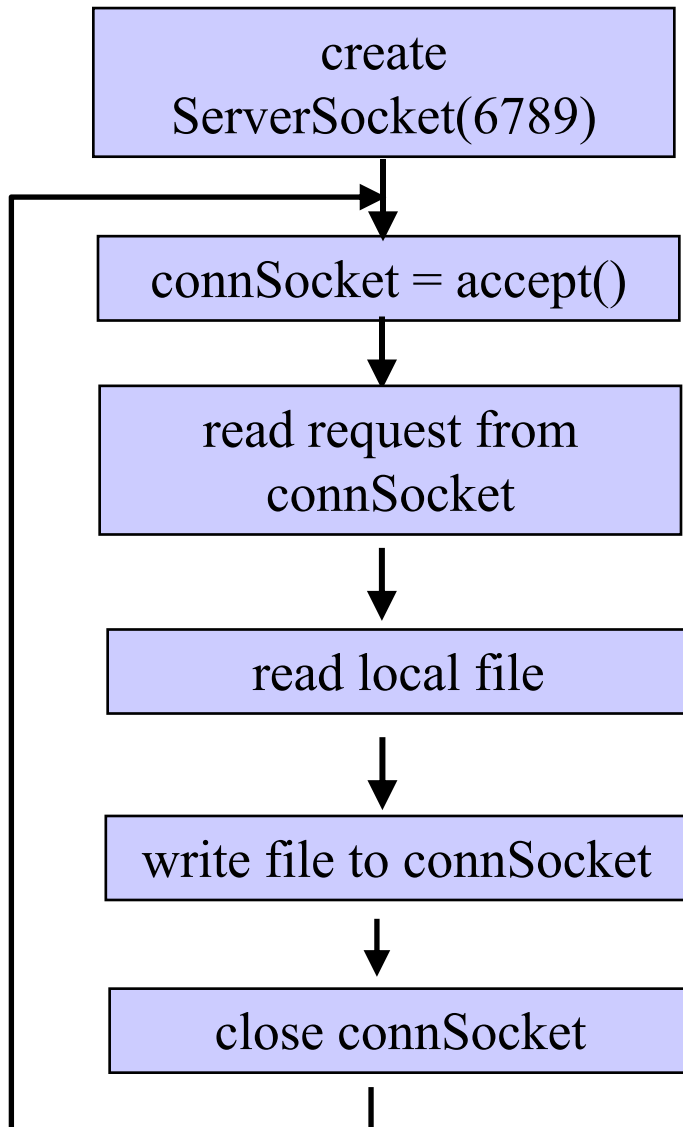 create
ServerSocket(6789)
connSocket = accept()
read request from
connSocket
read local file
write file to connSocket
close connSocket